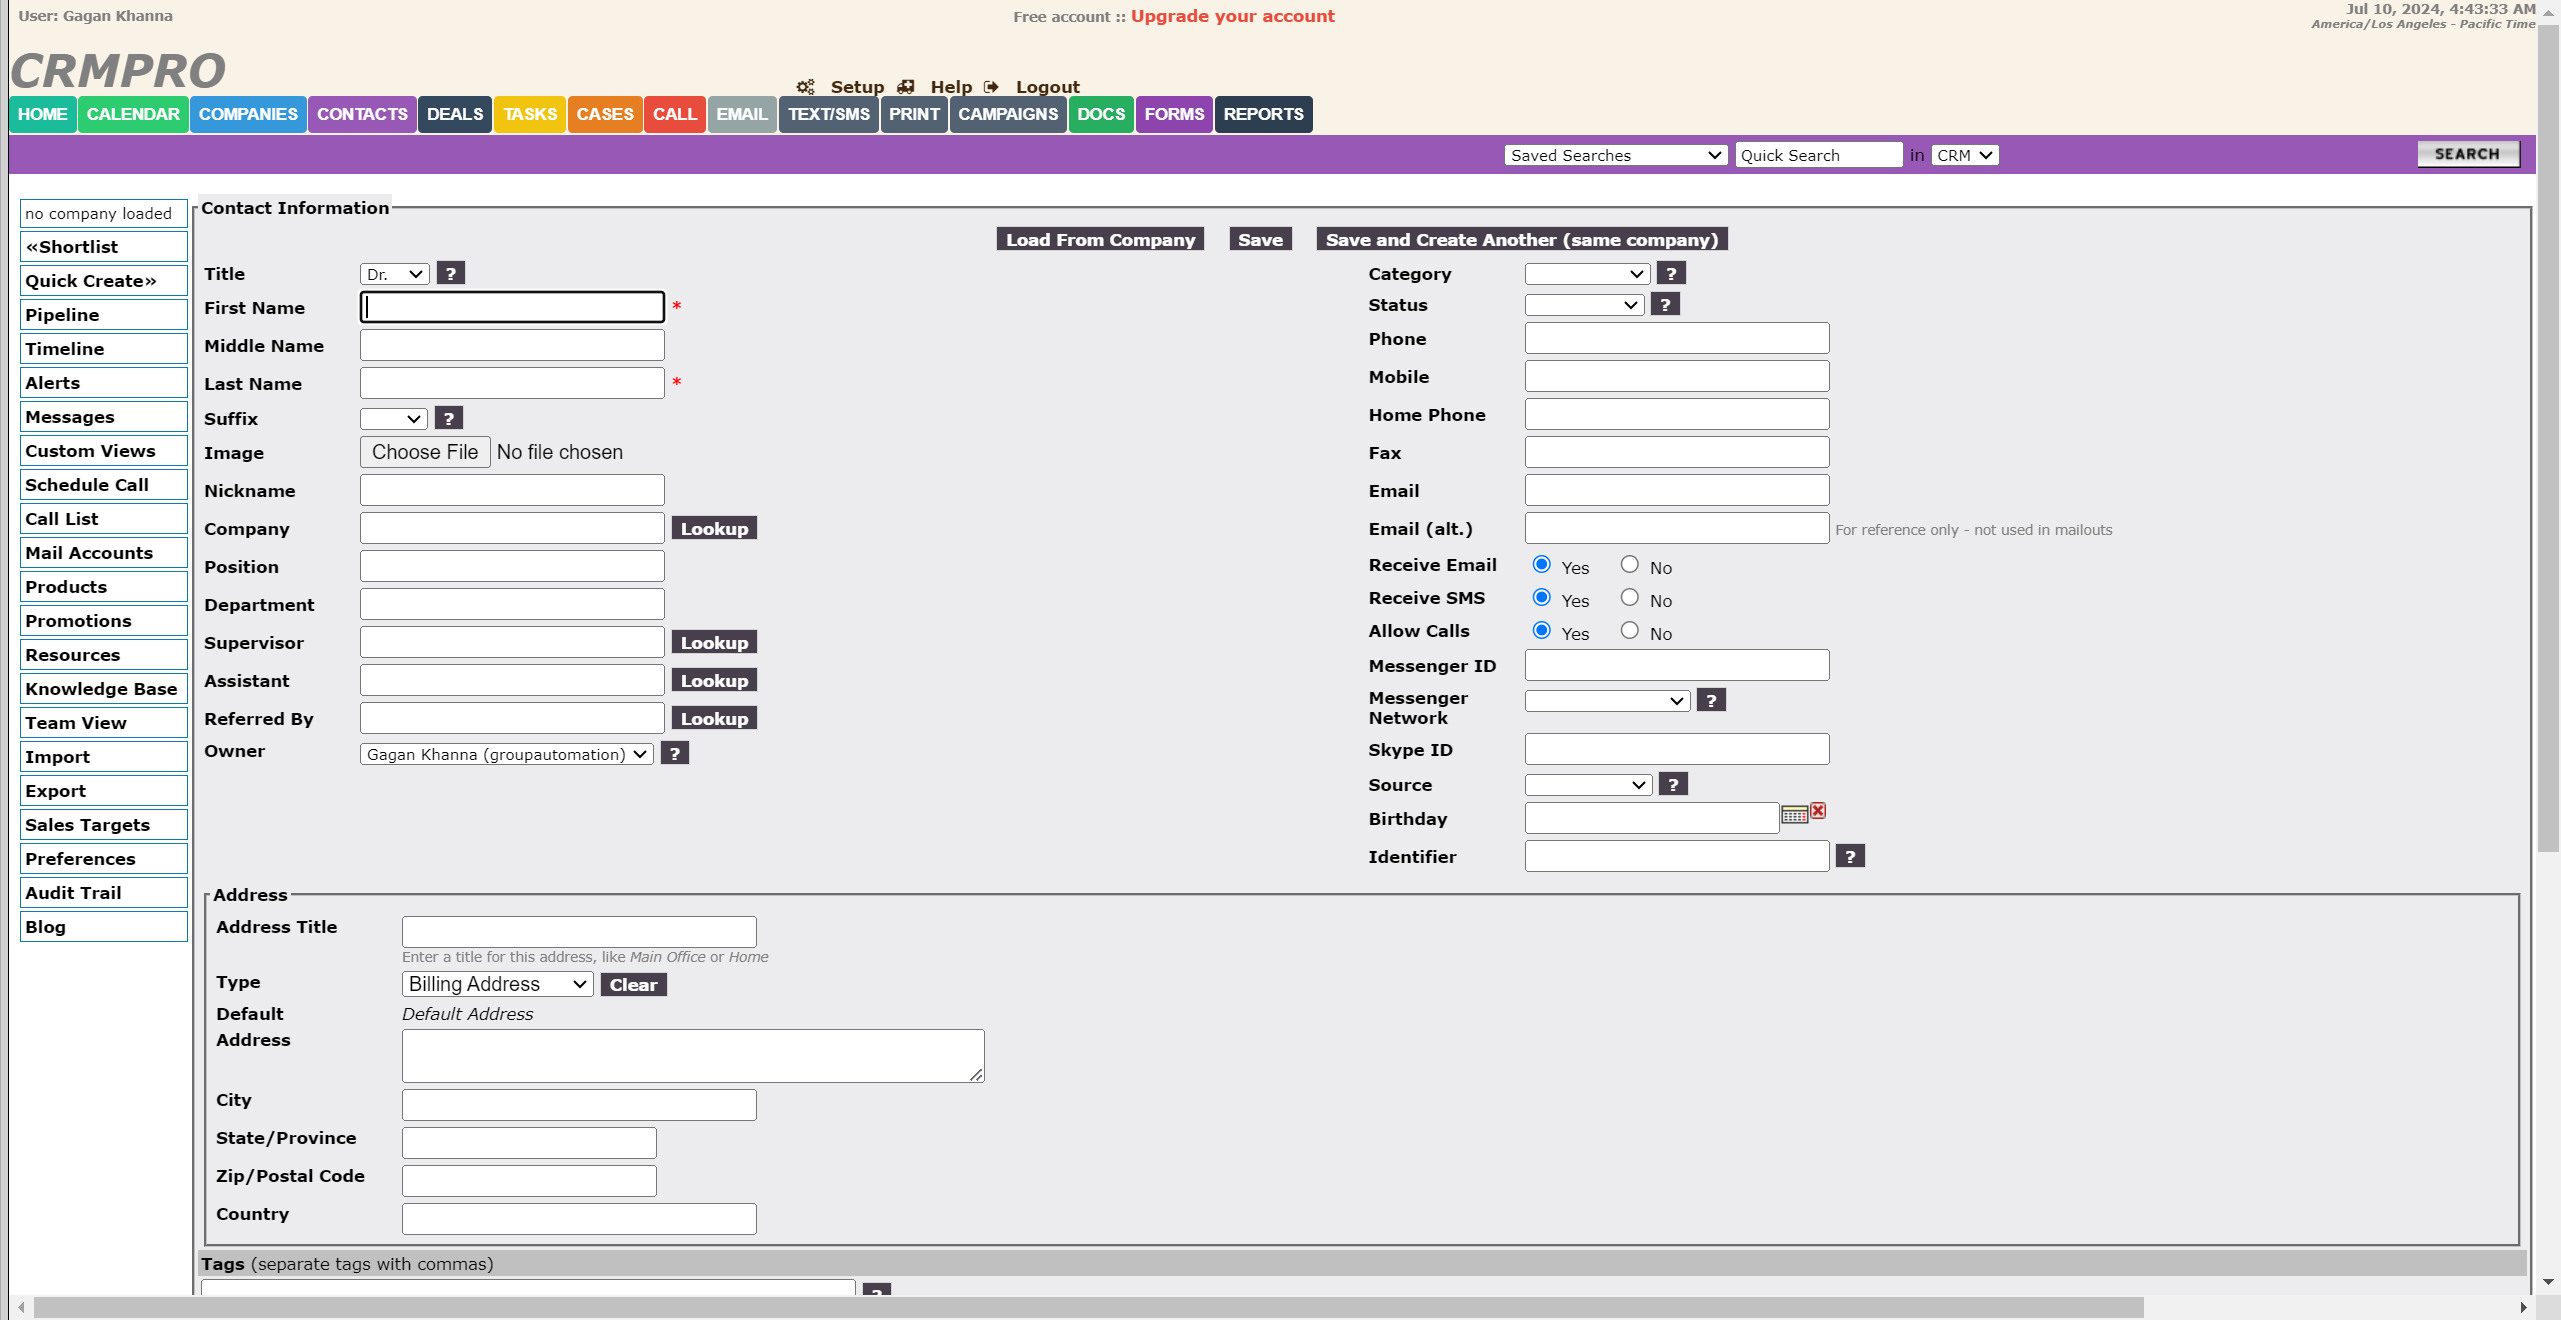 User: Gagan Khanna
Free account :: Upgrade your account
Jul 10, 2024, 4:43:33 AM
America/Los Angeles - Pacific Time
CRMPRO
Setup Help Logout
HOME CALENDAR COMPANIES CONTACTS DEALS TASKS CASES CALL EMAIL TEXT/SMS PRINT CAMPAIGNS DOCS FORMS REPORTS
Saved Searches Quick Search in CRM SEARCH
no company loaded
«Shortlist
Quick Create»
Pipeline
Timeline
Alerts
Messages
Custom Views
Schedule Call
Call List
Mail Accounts
Products
Promotions
Resources
Knowledge Base
Team View
Import
Export
Sales Targets
Preferences
Audit Trail
Blog
Contact Information
Load From Company Save Save and Create Another (same company)
Title Dr. ?
First Name *
Middle Name
Last Name *
Suffix ?
Image Choose File No file chosen
Nickname
Company Lookup
Position
Department
Supervisor Lookup
Assistant Lookup
Referred By Lookup
Owner Gagan Khanna (groupautomation) ?
Category ?
Status ?
Phone
Mobile
Home Phone
Fax
Email
Email (alt.) For reference only - not used in mailouts
Receive Email Yes No
Receive SMS Yes No
Allow Calls Yes No
Messenger ID
Messenger
Network ?
Skype ID
Source ?
Birthday
Identifier ?
Address
Address Title
Enter a title for this address, like Main Office or Home
Type Billing Address Clear
Default Default Address
Address
City
State/Province
Zip/Postal Code
Country
Tags (separate tags with commas)
?